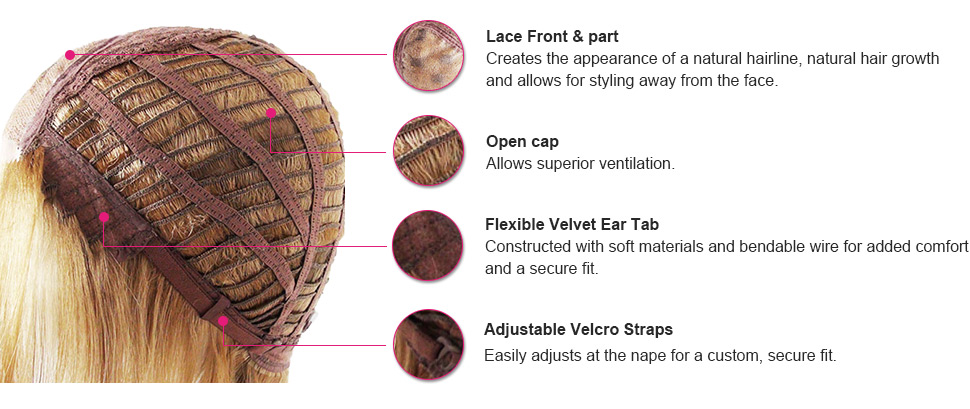 Lace Front & part
Creates the appearance of a natural hairline, natural hair growth
and allows for styling away from the face.
Open cap
Allows superior ventilation.
Flexible Velvet Ear Tab
Constructed with soft materials and bendable wire for added comfort
and a secure fit.
Adjustable Velcro Straps
Easily adjusts at the nape for a custom, secure fit.